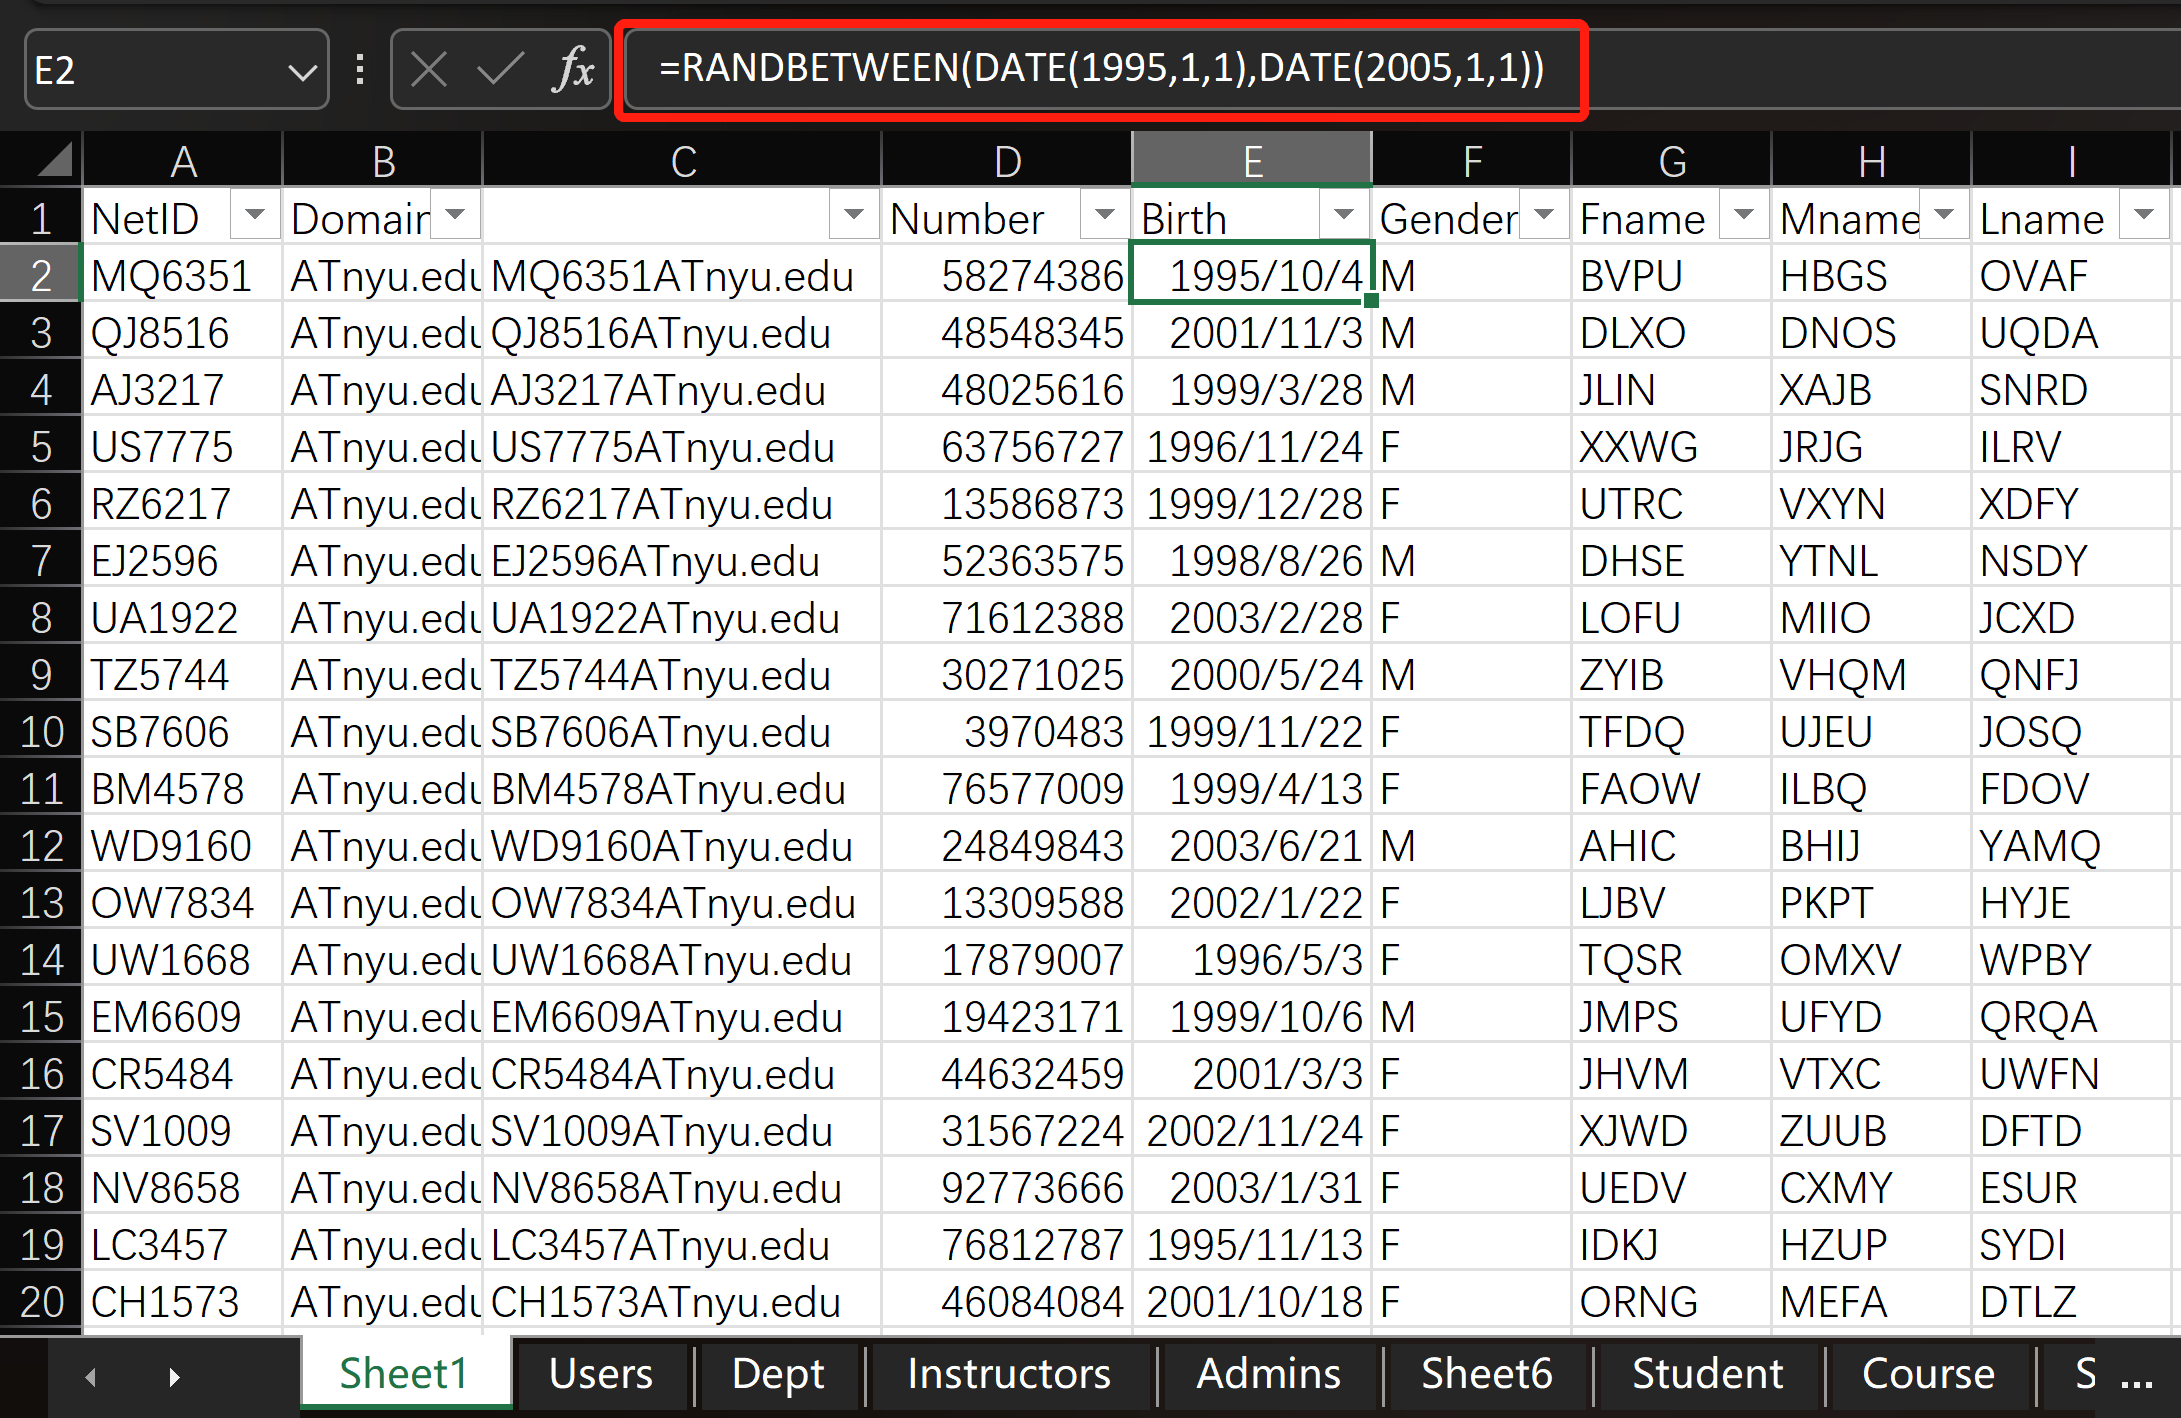 E2 fx =RANDBETWEEN(DATE(1995,1,1),DATE(2005,1,1))
A B C D E F G H I
1 NetID Domain Number Birth Gender Fname Mname Lname
2 MQ6351 ATnyu.edu MQ6351ATnyu.edu 58274386 1995/10/4 M BVPU HBGS OVAF
3 QJ8516 ATnyu.edu QJ8516ATnyu.edu 48548345 2001/11/3 M DLXO DNOS UQDA
4 AJ3217 ATnyu.edu AJ3217ATnyu.edu 48025616 1999/3/28 M JLIN XAJB SNRD
5 US7775 ATnyu.edu US7775ATnyu.edu 63756727 1996/11/24 F XXWG JRJG ILRV
6 RZ6217 ATnyu.edu RZ6217ATnyu.edu 13586873 1999/12/28 F UTRC VXYN XDFY
7 EJ2596 ATnyu.edu EJ2596ATnyu.edu 52363575 1998/8/26 M DHSE YTNL NSDY
8 UA1922 ATnyu.edu UA1922ATnyu.edu 71612388 2003/2/28 F LOFU MIIO JCXD
9 TZ5744 ATnyu.edu TZ5744ATnyu.edu 30271025 2000/5/24 M ZYIB VHQM QNFJ
10 SB7606 ATnyu.edu SB7606ATnyu.edu 3970483 1999/11/22 F TFDQ UJEU JOSQ
11 BM4578 ATnyu.edu BM4578ATnyu.edu 76577009 1999/4/13 F FAOW ILBQ FDOV
12 WD9160 ATnyu.edu WD9160ATnyu.edu 24849843 2003/6/21 M AHIC BHIJ YAMQ
13 OW7834 ATnyu.edu OW7834ATnyu.edu 13309588 2002/1/22 F LJBV PKPT HYJE
14 UW1668 ATnyu.edu UW1668ATnyu.edu 17879007 1996/5/3 F TQSR OMXV WPBY
15 EM6609 ATnyu.edu EM6609ATnyu.edu 19423171 1999/10/6 M JMPS UFYD QRQA
16 CR5484 ATnyu.edu CR5484ATnyu.edu 44632459 2001/3/3 F JHVM VTXC UWFN
17 SV1009 ATnyu.edu SV1009ATnyu.edu 31567224 2002/11/24 F XJWD ZUUB DFTD
18 NV8658 ATnyu.edu NV8658ATnyu.edu 92773666 2003/1/31 F UEDV CXMY ESUR
19 LC3457 ATnyu.edu LC3457ATnyu.edu 76812787 1995/11/13 F IDKJ HZUP SYDI
20 CH1573 ATnyu.edu CH1573ATnyu.edu 46084084 2001/10/18 F ORNG MEFA DTLZ
Sheet1 Users Dept Instructors Admins Sheet6 Student Course S ...